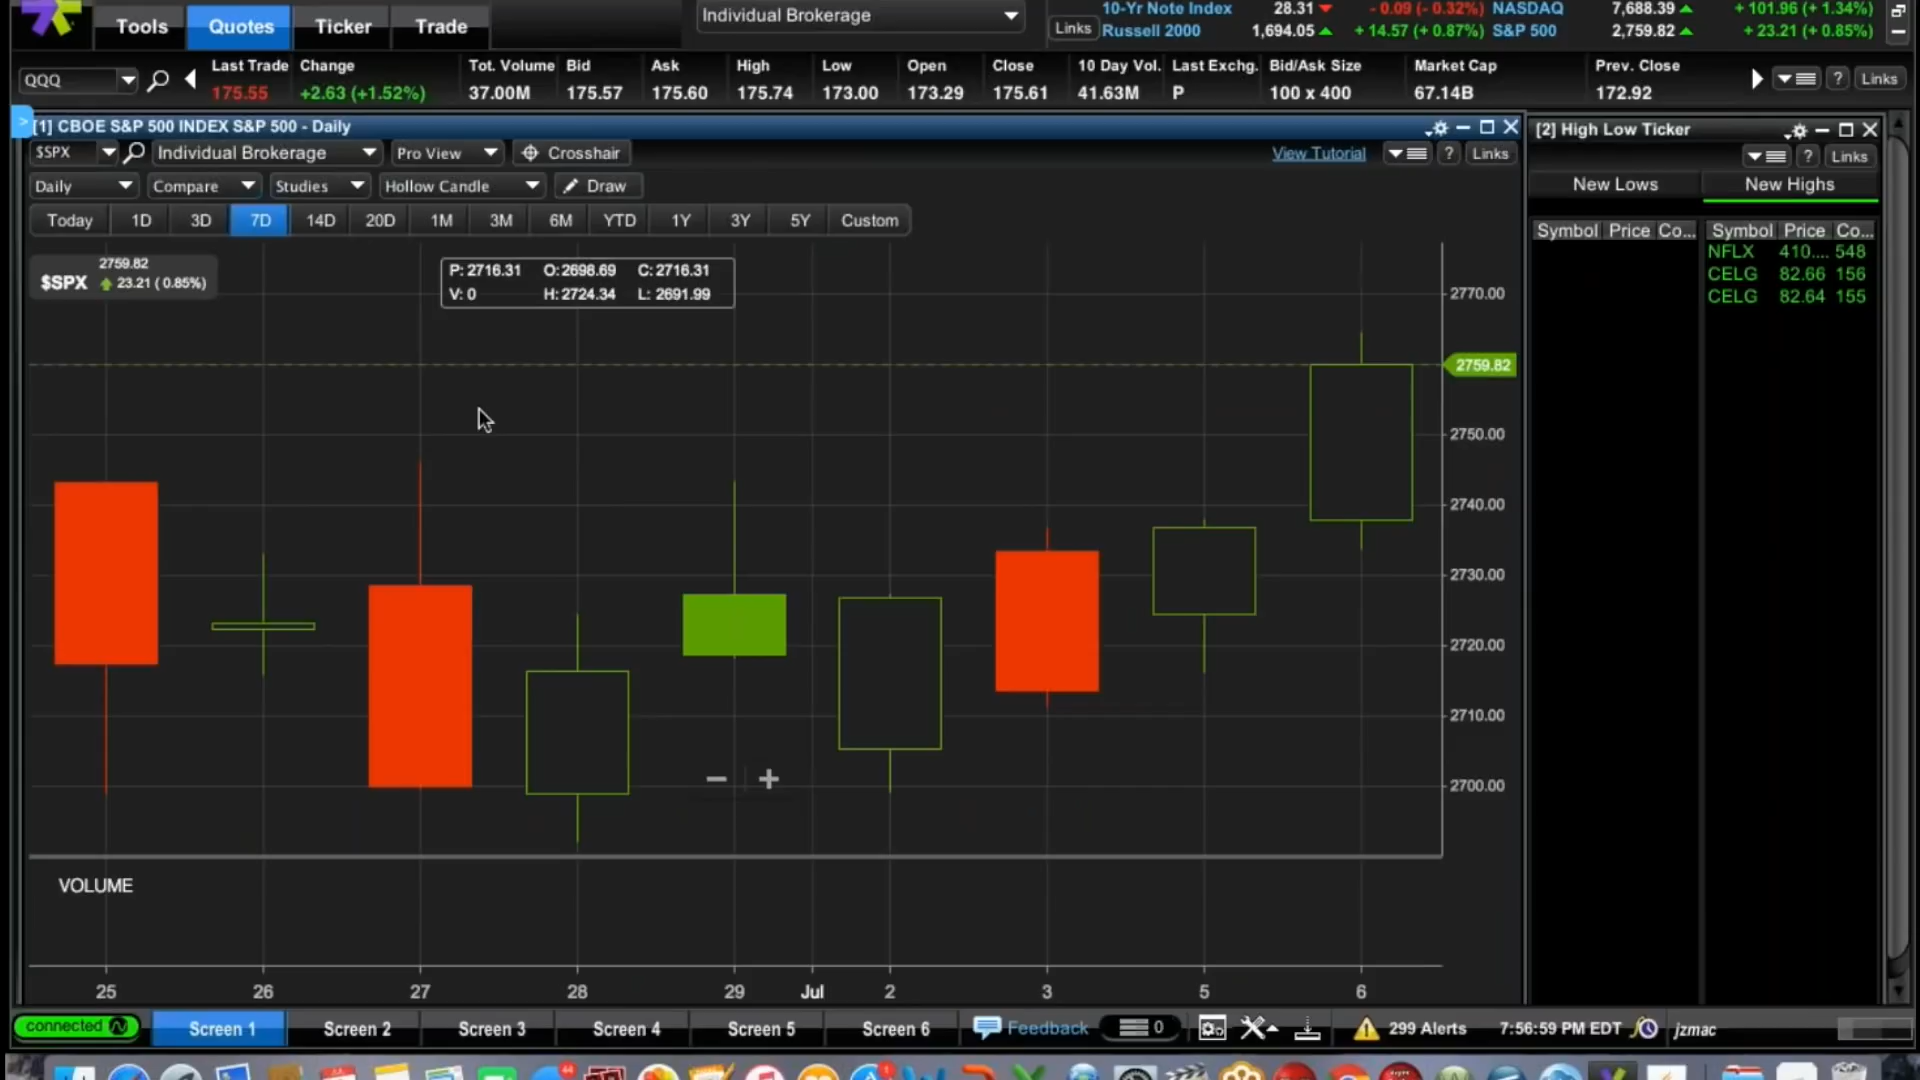 Tools Quotes Ticker Trade
Individual Brokerage
Links
10-Yr Note Index 28.31 - 0.09 (- 0.32%) NASDAQ 7,688.39 + 101.96 (+ 1.34%)
Russell 2000 1,694.05 + 14.57 (+ 0.87%) S&P 500 2,759.82 + 23.21 (+ 0.85%)
QQQ
Last Trade Change Tot. Volume Bid Ask High Low Open Close 10 Day Vol. Last Exchg. Bid/Ask Size Market Cap Prev. Close
175.55 +2.63 (+1.52%) 37.00M 175.57 175.60 175.74 173.00 173.29 175.61 41.63M P 100 x 400 67.14B 172.92
? Links
> [1] CBOE S&P 500 INDEX S&P 500 - Daily
$SPX Individual Brokerage Pro View Crosshair View Tutorial ? Links
Daily Compare Studies Hollow Candle Draw
Today 1D 3D 7D 14D 20D 1M 3M 6M YTD 1Y 3Y 5Y Custom
2759.82
$SPX 23.21 ( 0.85%)
P: 2716.31 O:2698.69 C: 2716.31
V: 0 H: 2724.34 L: 2691.99
2770.00
2759.82
2750.00
2740.00
2730.00
2720.00
2710.00
2700.00
− +
VOLUME
25 26 27 28 29 Jul 2 3 5 6
[2] High Low Ticker
? Links
New Lows New Highs
Symbol Price Co... Symbol Price Co...
NFLX 410.... 548
CELG 82.66 156
CELG 82.64 155
connected Screen 1 Screen 2 Screen 3 Screen 4 Screen 5 Screen 6 Feedback 0 299 Alerts 7:56:59 PM EDT jzmac
44
1